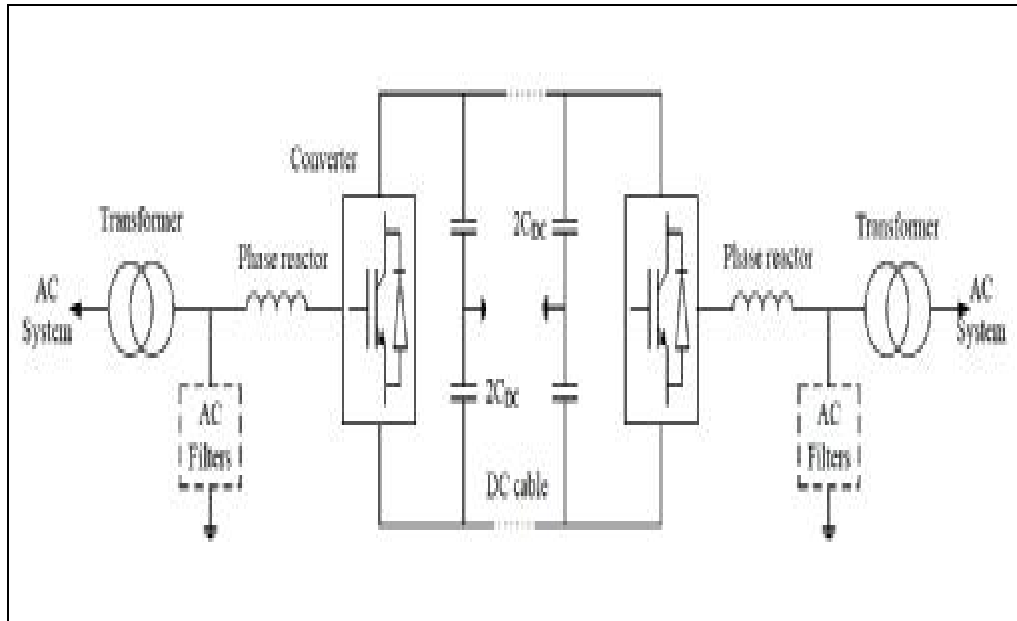 Converter
Transformer
Phase reactor
AC
System
AC
Filters
2C_DC
2C_DC
DC cable
Phase reactor
Transformer
AC
System
AC
Filters